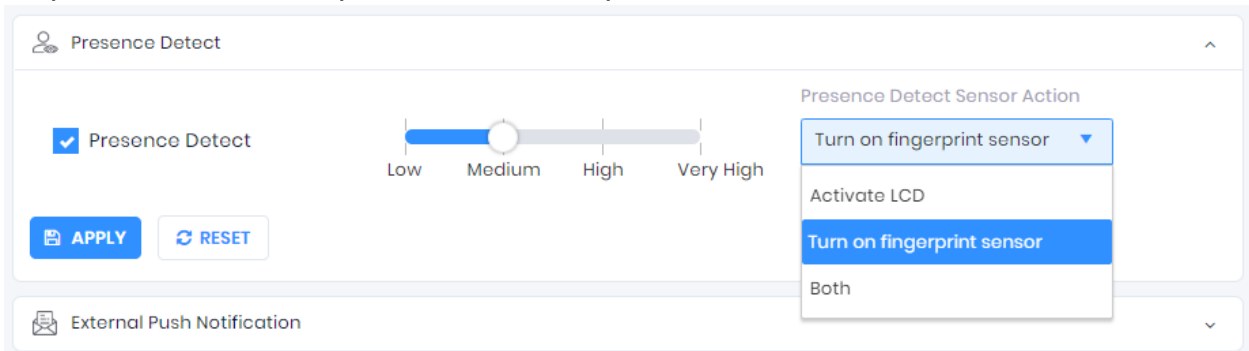 Presence Detect
Presence Detect Sensor Action
Presence Detect
Turn on fingerprint sensor
Low Medium High Very High
Activate LCD
Turn on fingerprint sensor
Both
APPLY RESET
External Push Notification